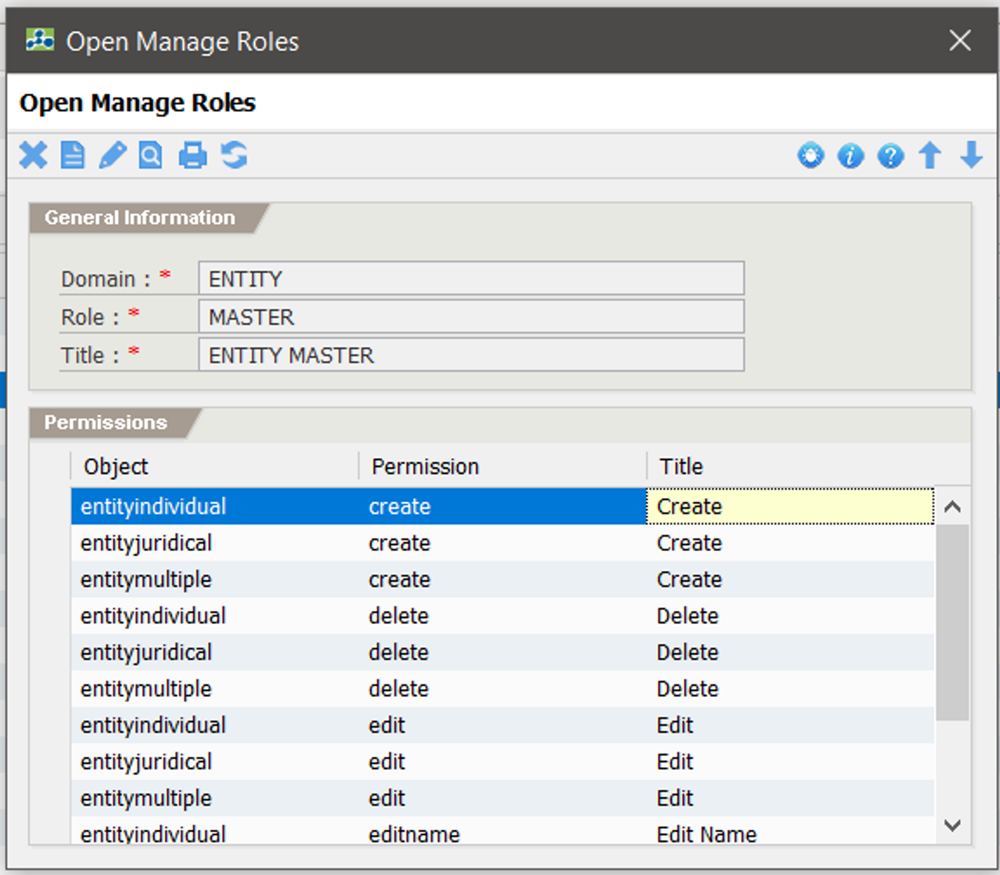 Open Manage Roles
Open Manage Roles
General Information
Domain : * ENTITY
Role : * MASTER
Title : * ENTITY MASTER
Permissions
Object Permission Title
entityindividual create Create
entityjuridical create Create
entitymultiple create Create
entityindividual delete Delete
entityjuridical delete Delete
entitymultiple delete Delete
entityindividual edit Edit
entityjuridical edit Edit
entitymultiple edit Edit
entityindividual editname Edit Name